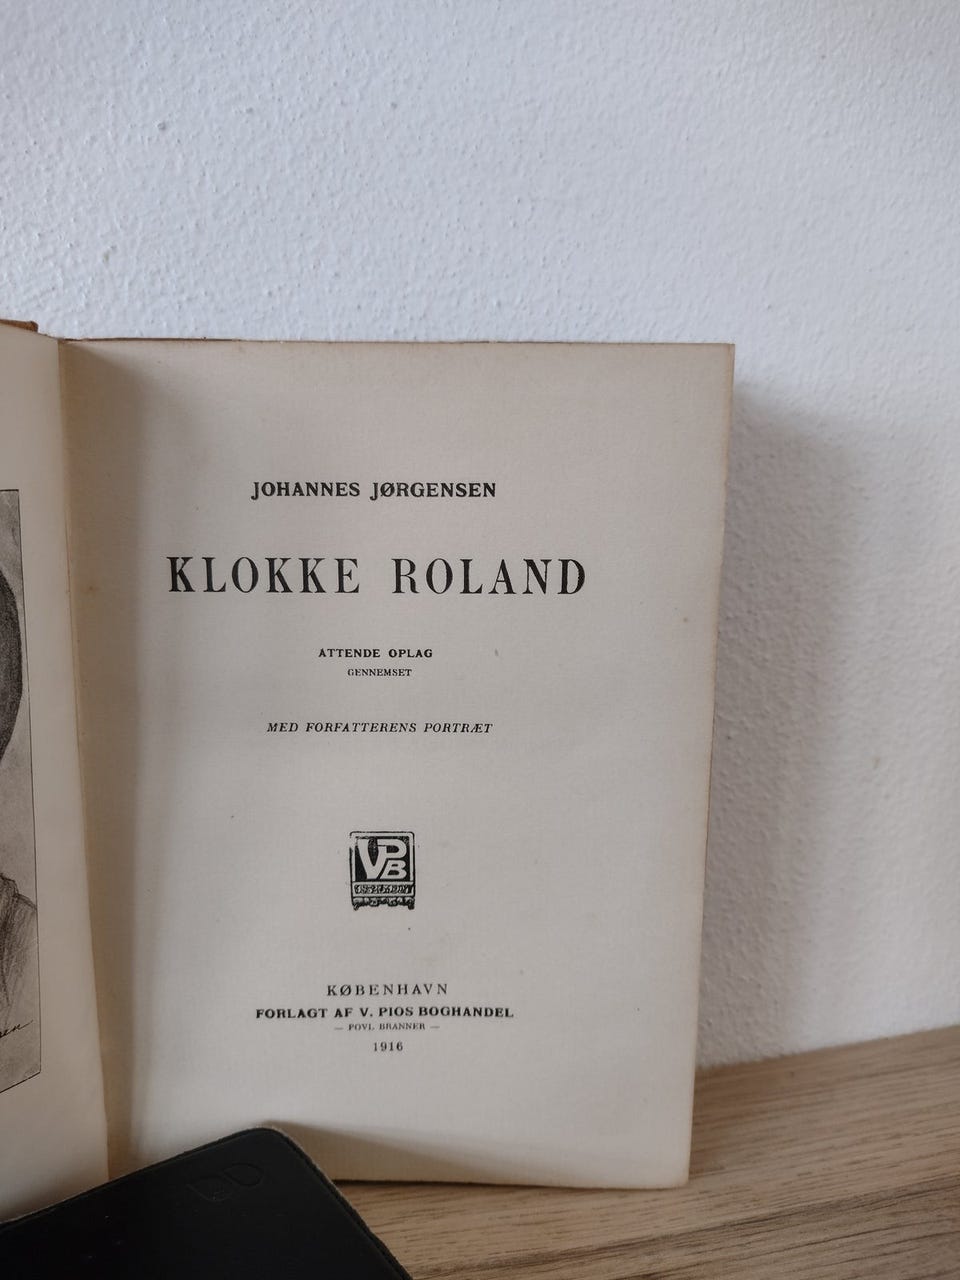 JOHANNES JØRGENSEN
KLOKKE ROLAND
ATTENDE OPLAG
GENNEMSET
MED FORFATTERENS PORTRÆT
VPB
KØBENHAVN
FORLAGT AF V. PIOS BOGHANDEL
— POVL BRANNER —
1916